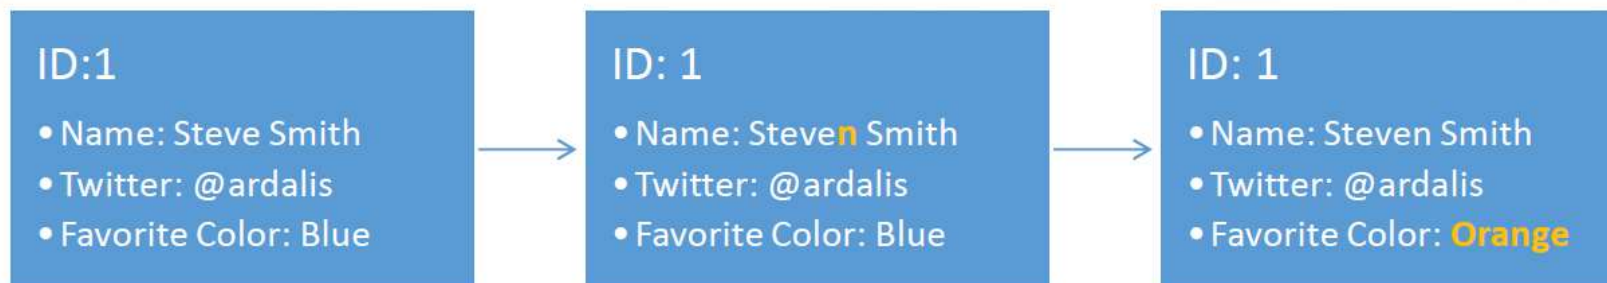 ID:1
• Name: Steve Smith
• Twitter: @ardalis
• Favorite Color: Blue
ID: 1
• Name: Steven Smith
• Twitter: @ardalis
• Favorite Color: Blue
ID: 1
• Name: Steven Smith
• Twitter: @ardalis
• Favorite Color: Orange